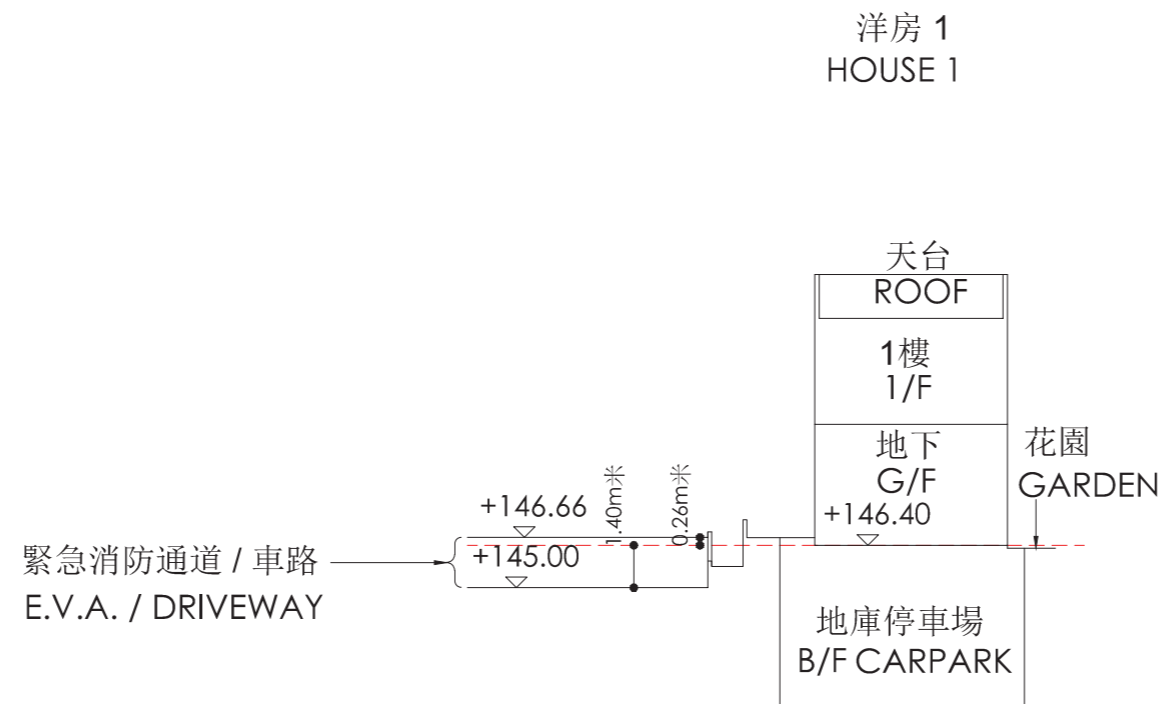 洋房 1
HOUSE 1
天台
ROOF
1樓
1/F
地下
G/F
+146.40
花園
GARDEN
1.40m米
0.26m米
+146.66
+145.00
緊急消防通道 / 車路
E.V.A. / DRIVEWAY
地庫停車場
B/F CARPARK